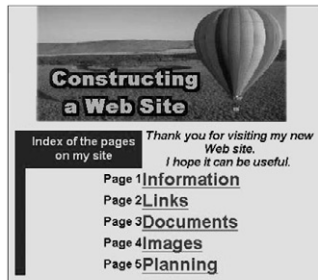 Constructing
a Web Site
Index of the pages
on my site
Thank you for visiting my new
Web site.
I hope it can be useful.
Page 1 Information
Page 2 Links
Page 3 Documents
Page 4 Images
Page 5 Planning